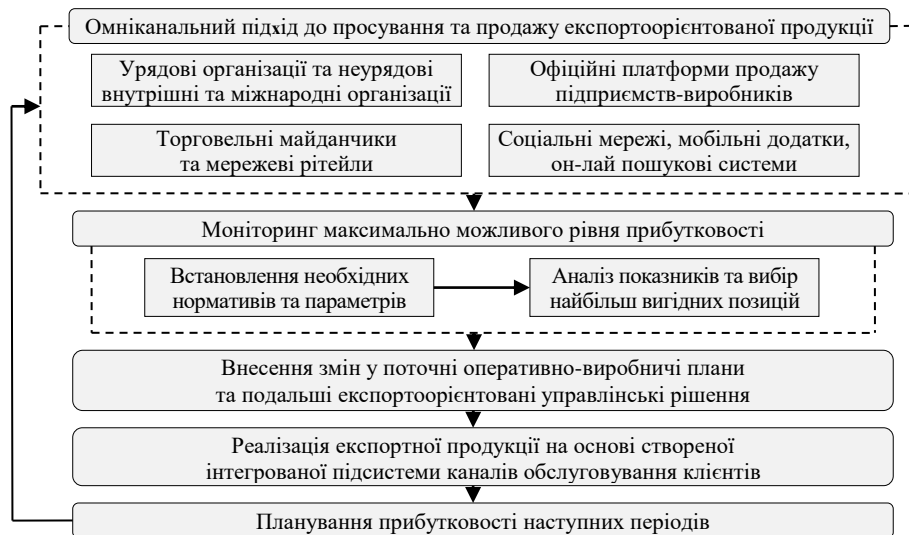 Омніканальний підхід до просування та продажу експортоорієнтованої продукції
Урядові організації та неурядові
внутрішні та міжнародні організації
Офіційні платформи продажу
підприємств-виробників
Торговельні майданчики
та мережеві рітейли
Соціальні мережі, мобільні додатки,
он-лай пошукові системи
Моніторинг максимально можливого рівня прибутковості
Встановлення необхідних
нормативів та параметрів
Аналіз показників та вибір
найбільш вигідних позицій
Внесення змін у поточні оперативно-виробничі плани
та подальші експортоорієнтовані управлінські рішення
Реалізація експортної продукції на основі створеної
інтегрованої підсистеми каналів обслуговування клієнтів
Планування прибутковості наступних періодів